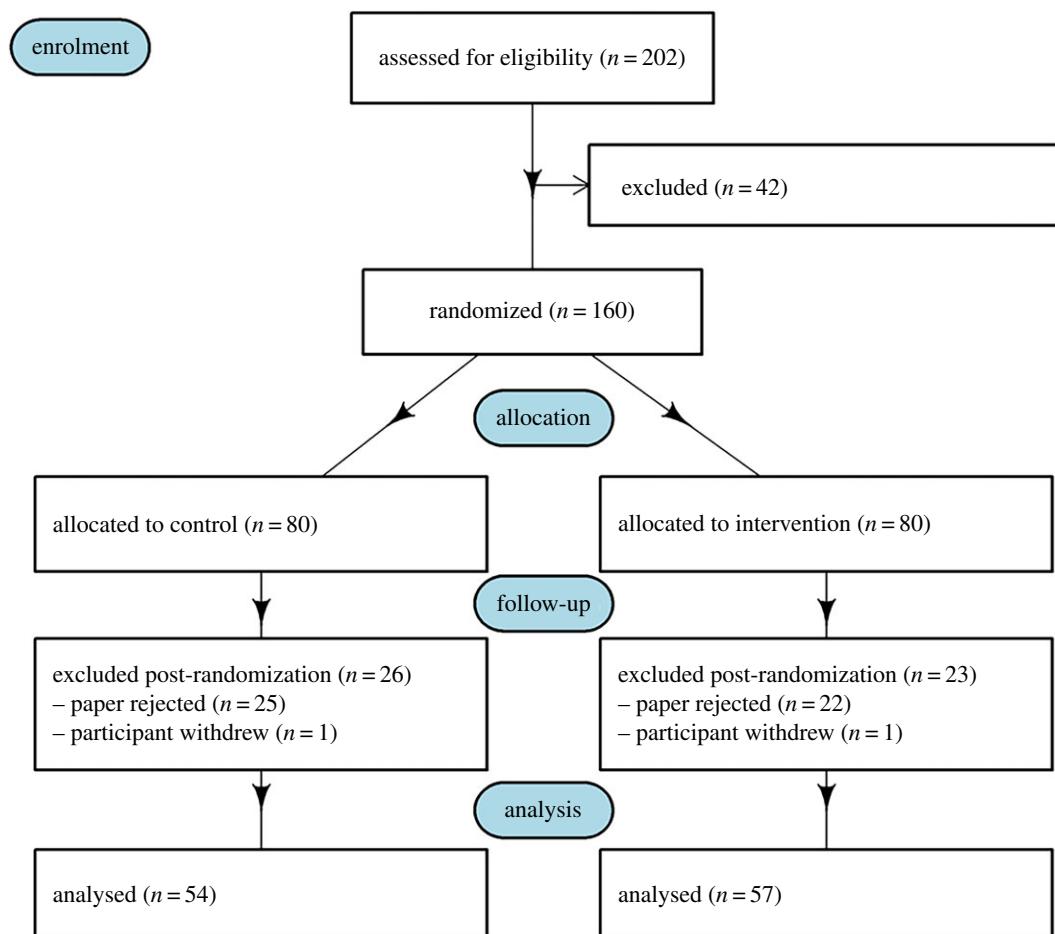 enrolment
assessed for eligibility (n = 202)
excluded (n = 42)
randomized (n = 160)
allocation
allocated to control (n = 80)
allocated to intervention (n = 80)
follow-up
excluded post-randomization (n = 26)
– paper rejected (n = 25)
– participant withdrew (n = 1)
excluded post-randomization (n = 23)
– paper rejected (n = 22)
– participant withdrew (n = 1)
analysis
analysed (n = 54)
analysed (n = 57)